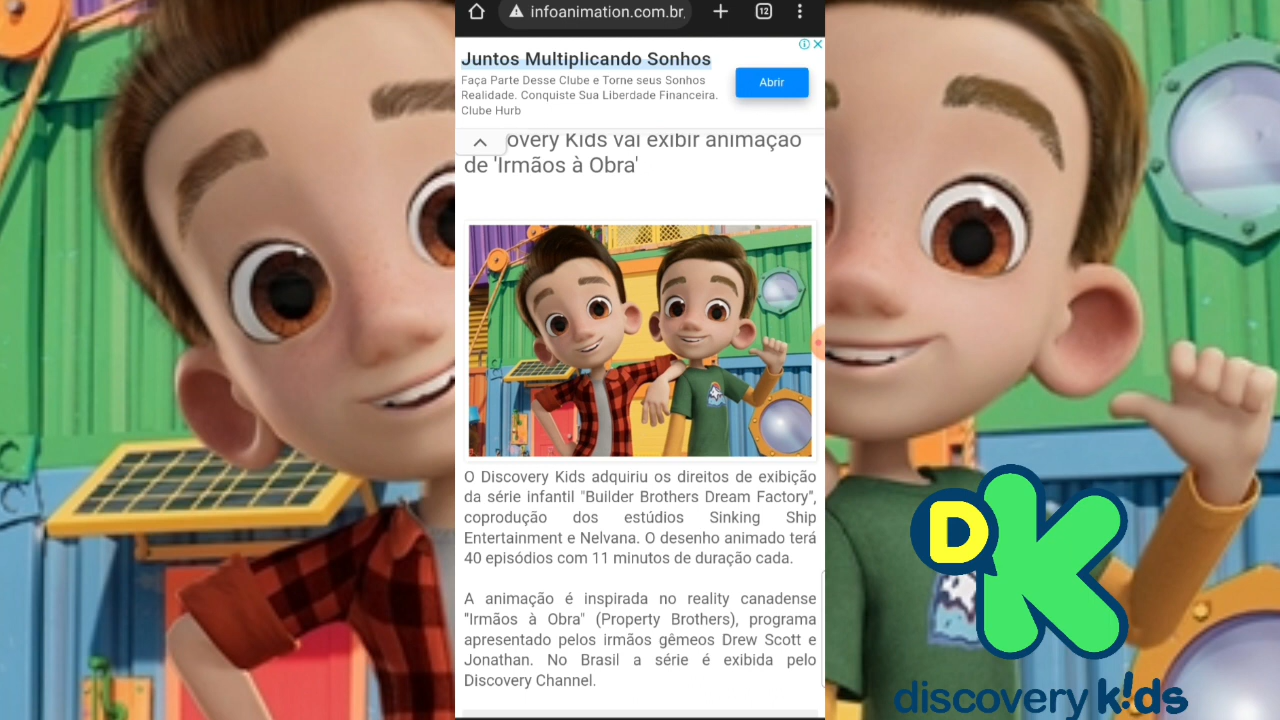 infoanimation.com.br
12
Juntos Multiplicando Sonhos
Faça Parte Desse Clube e Torne seus Sonhos
Realidade. Conquiste Sua Liberdade Financeira.
Clube Hurb
Abrir
overy Kids vai exibir animação
de 'Irmãos à Obra'
O Discovery Kids adquiriu os direitos de exibição
da série infantil "Builder Brothers Dream Factory",
coprodução dos estúdios Sinking Ship
Entertainment e Nelvana. O desenho animado terá
40 episódios com 11 minutos de duração cada.
A animação é inspirada no reality canadense
"Irmãos à Obra" (Property Brothers), programa
apresentado pelos irmãos gêmeos Drew Scott e
Jonathan. No Brasil a série é exibida pelo
Discovery Channel.
DK
discovery k!ds